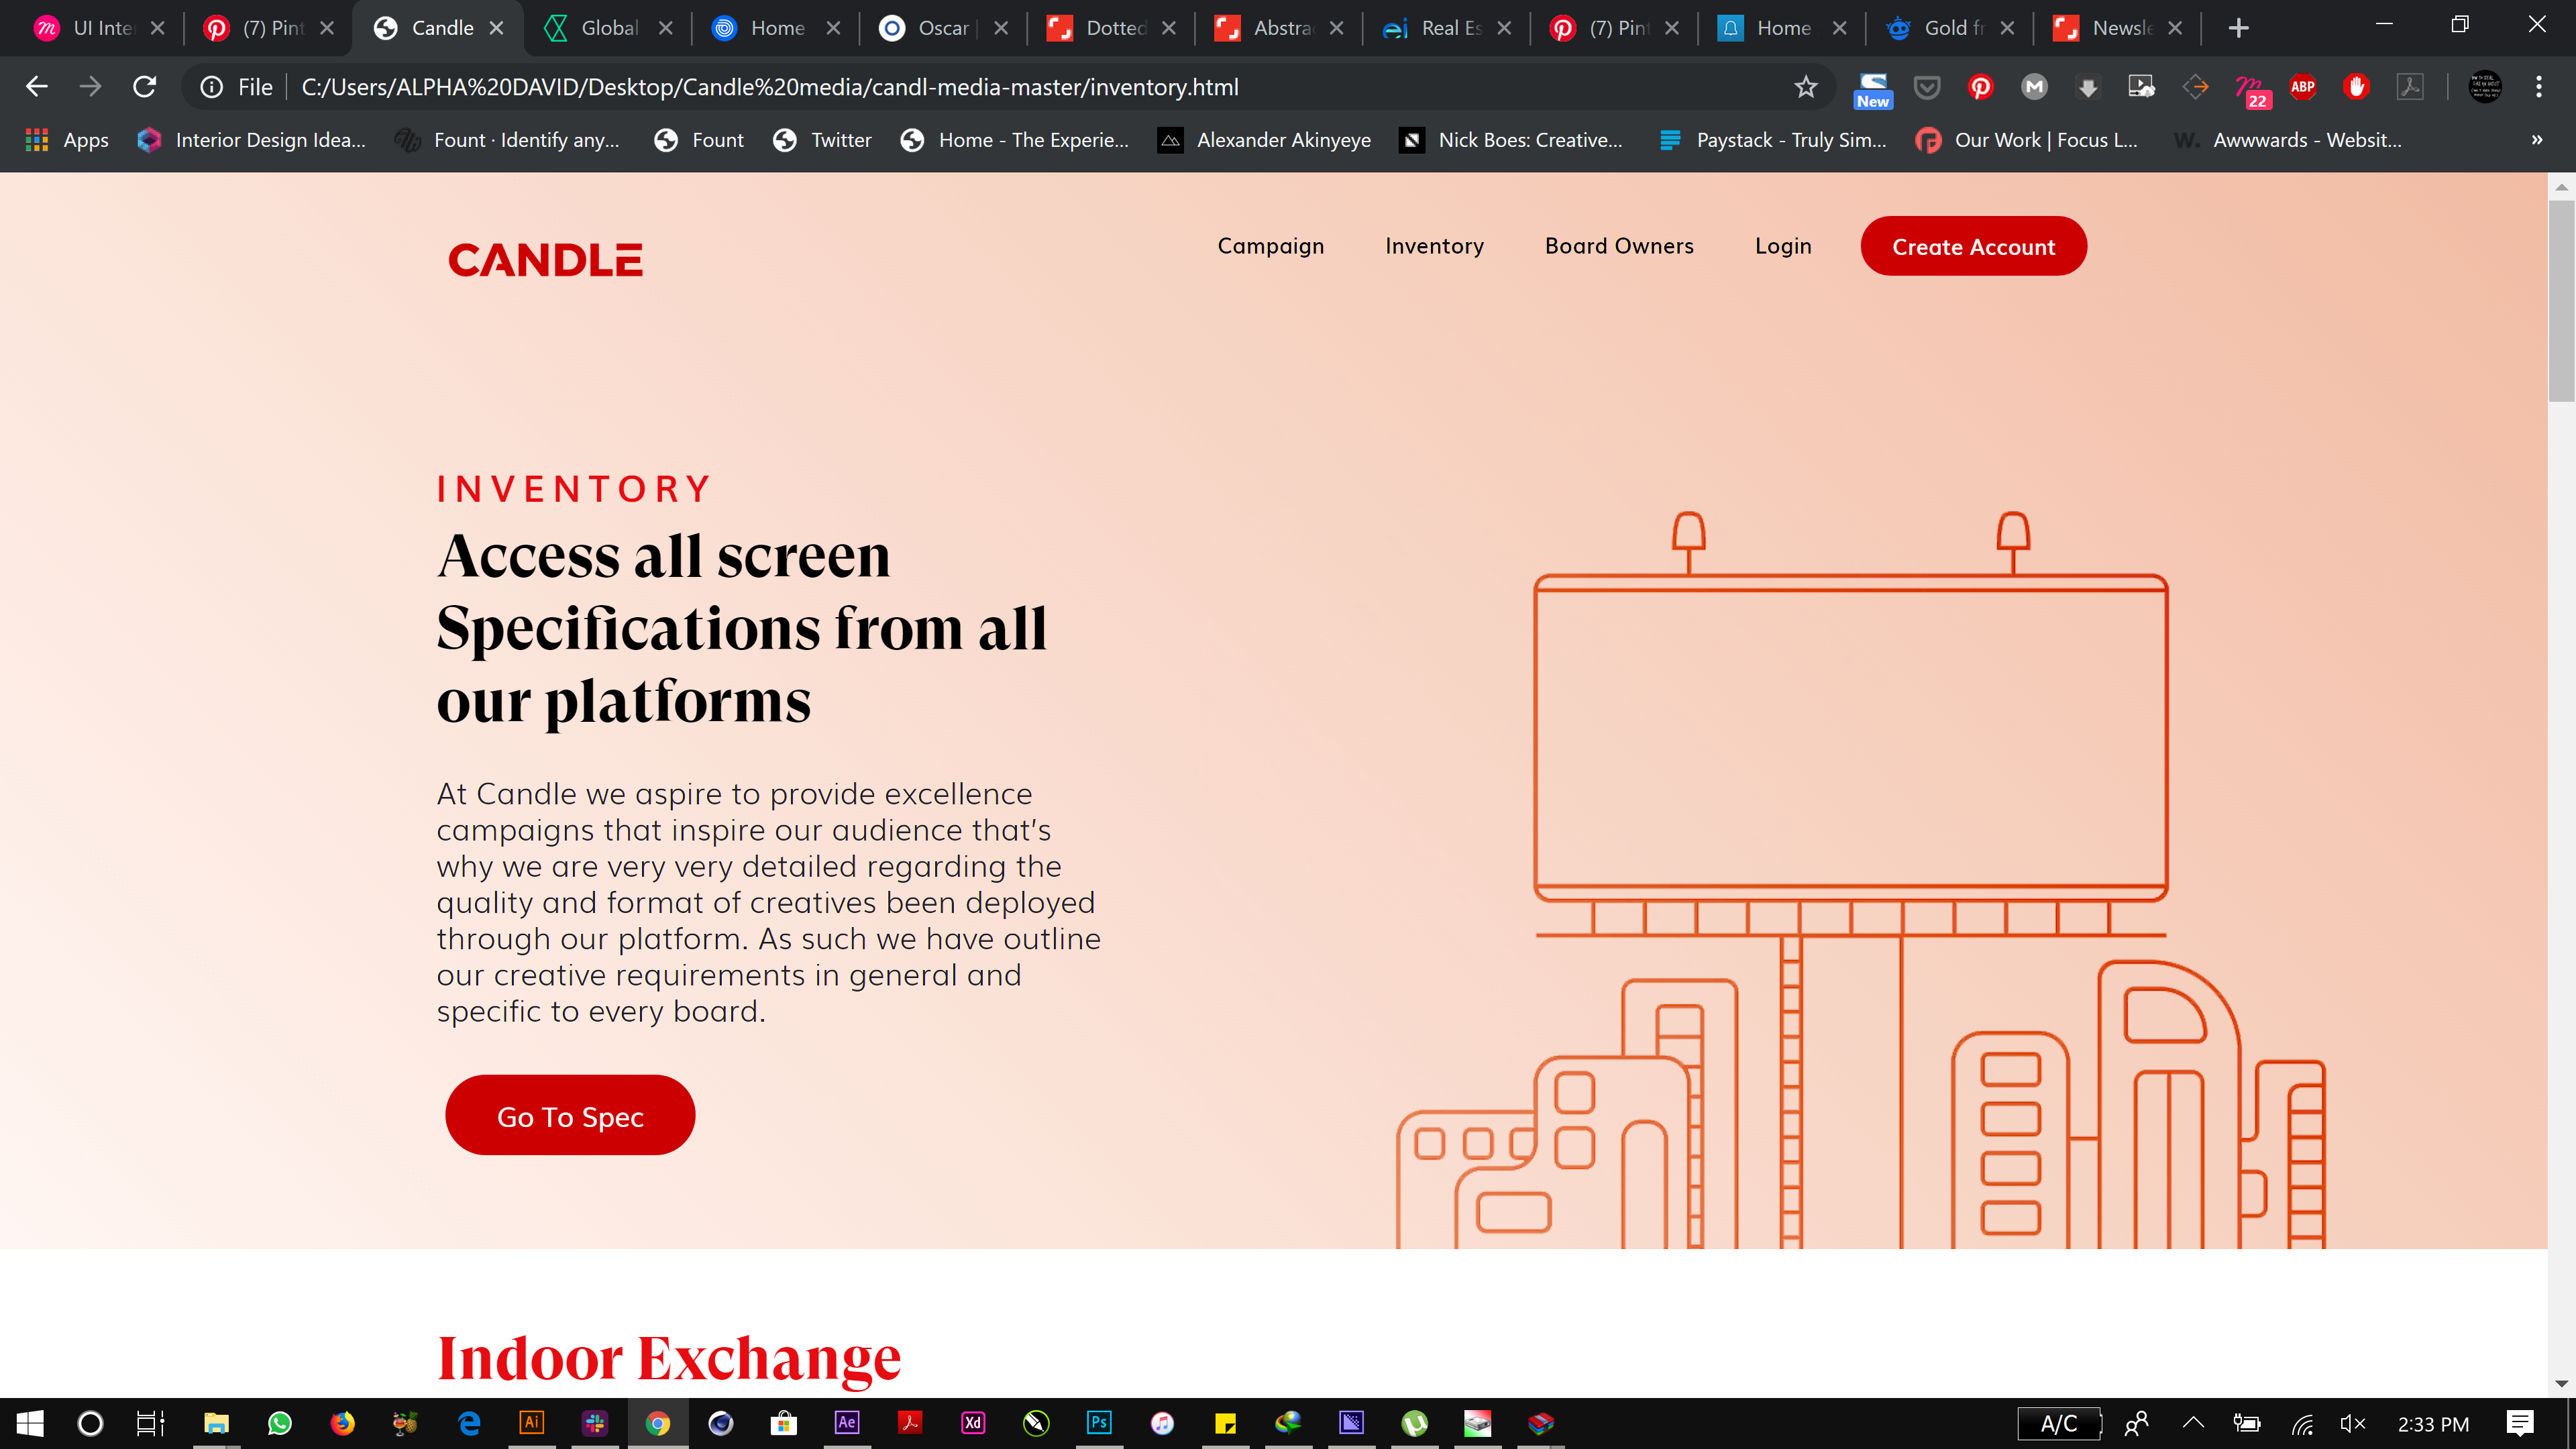 UI Inte
(7) Pint
Candle
Global
Home
Oscar |
Dotted
Abstra
Real Es
(7) Pint
Home
Gold fr
Newsle
File
C:/Users/ALPHA%20DAVID/Desktop/Candle%20media/candl-media-master/inventory.html
New
22
ABP
Apps
Interior Design Idea...
Fount · Identify any...
Fount
Twitter
Home - The Experie...
Alexander Akinyeye
Nick Boes: Creative...
Paystack - Truly Sim...
Our Work | Focus L...
W.
Awwwards - Websit...
CANDLE
Campaign
Inventory
Board Owners
Login
Create Account
INVENTORY
Access all screen
Specifications from all
our platforms
At Candle we aspire to provide excellence
campaigns that inspire our audience that's
why we are very very detailed regarding the
quality and format of creatives been deployed
through our platform. As such we have outline
our creative requirements in general and
specific to every board.
Go To Spec
Indoor Exchange
Ai
Ae
Xd
Ps
A/C
2:33 PM